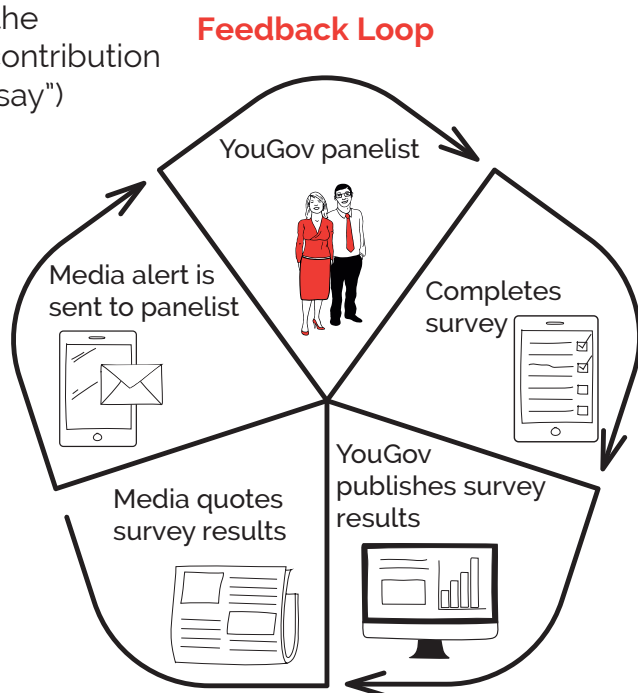 the
contribution
say")
Feedback Loop
YouGov panelist
Completes
survey
YouGov
publishes survey
results
Media quotes
survey results
Media alert is
sent to panelist